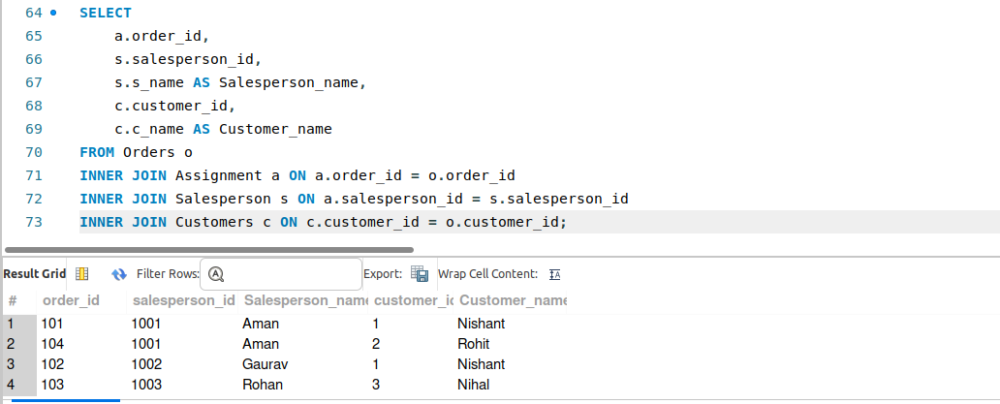 64 SELECT
65 a.order_id,
66 s.salesperson_id,
67 s.s_name AS Salesperson_name,
68 c.customer_id,
69 c.c_name AS Customer_name
70 FROM Orders o
71 INNER JOIN Assignment a ON a.order_id = o.order_id
72 INNER JOIN Salesperson s ON a.salesperson_id = s.salesperson_id
73 INNER JOIN Customers c ON c.customer_id = o.customer_id;
Result Grid Filter Rows: Export: Wrap Cell Content:
# order_id salesperson_id Salesperson_name customer_id Customer_name
1 101 1001 Aman 1 Nishant
2 104 1001 Aman 2 Rohit
3 102 1002 Gaurav 1 Nishant
4 103 1003 Rohan 3 Nihal